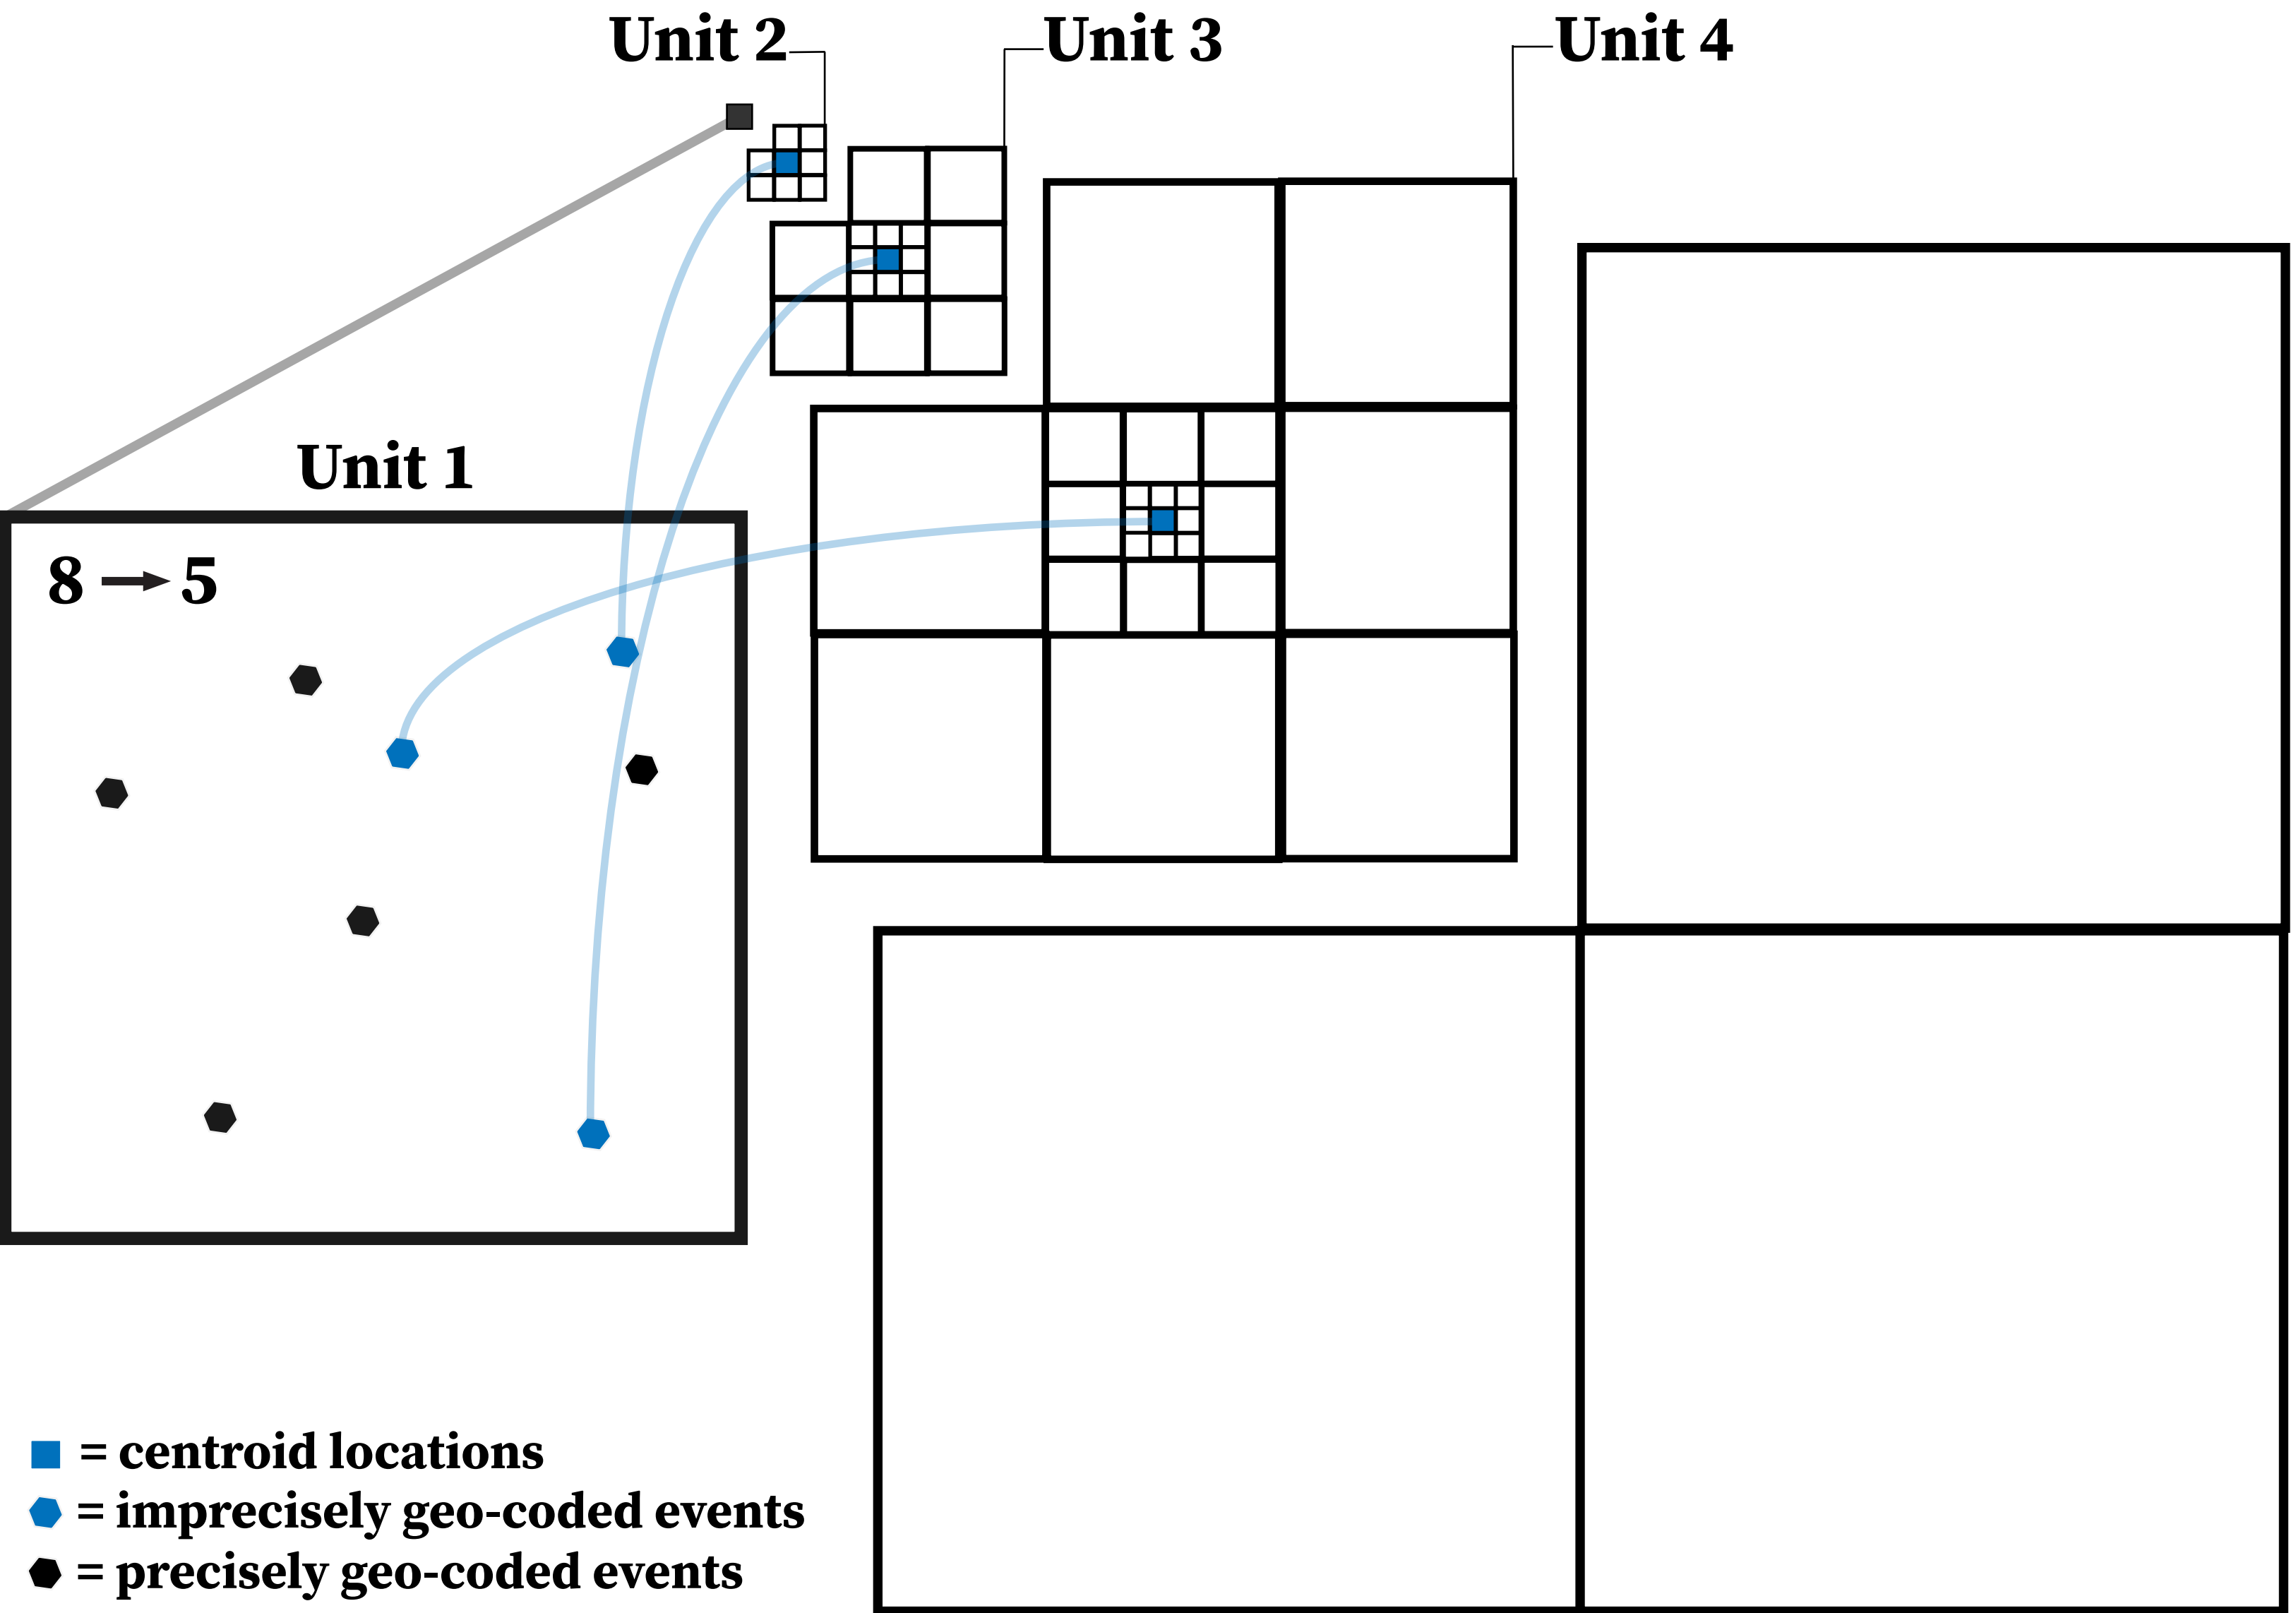 Unit 2
Unit 3
Unit 4
Unit 1
8 → 5
= centroid locations
= imprecisely geo-coded events
= precisely geo-coded events